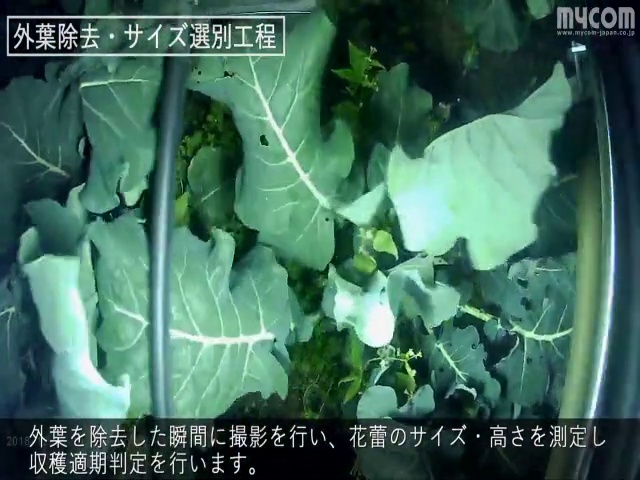 外葉除去・サイズ選別工程
mycom
www.mycom-japan.co.jp
外葉を除去した瞬間に撮影を行い、花蕾のサイズ・高さを測定し
収穫適期判定を行います。